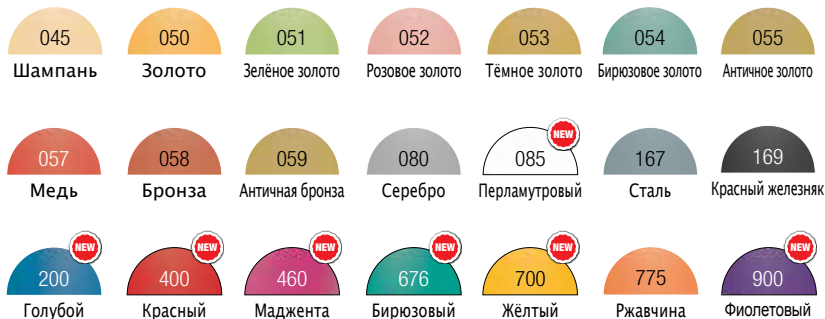 045 050 051 052 053 054 055
Шампань Золото Зелёное золото Розовое золото Тёмное золото Бирюзовое золото Античное золото
NEW
057 058 059 080 085 167 169
Медь Бронза Античная бронза Серебро Перламутровый Сталь Красный железняк
NEW NEW NEW NEW NEW NEW
200 400 460 676 700 775 900
Голубой Красный Маджента Бирюзовый Жёлтый Ржавчина Фиолетовый